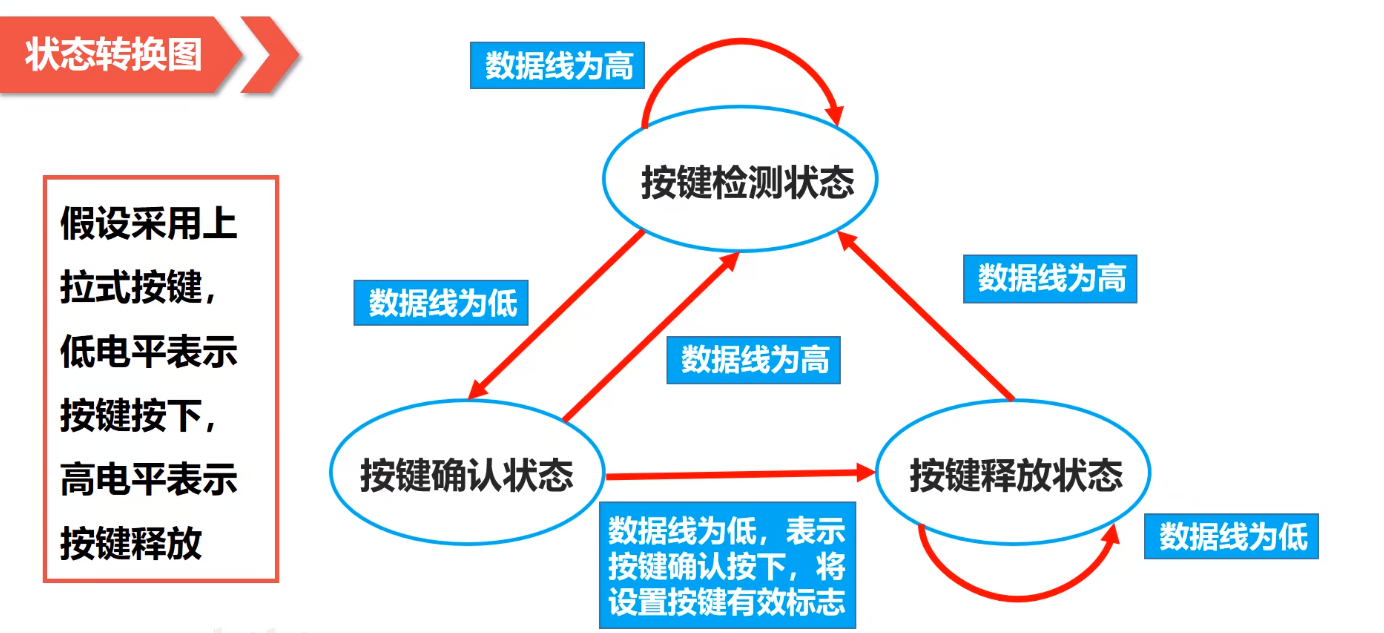 状态转换图
数据线为高
按键检测状态
假设采用上
拉式按键，
低电平表示
按键按下，
高电平表示
按键释放
数据线为低
数据线为高
数据线为高
按键确认状态
按键释放状态
数据线为低，表示
按键确认按下，将
设置按键有效标志
数据线为低